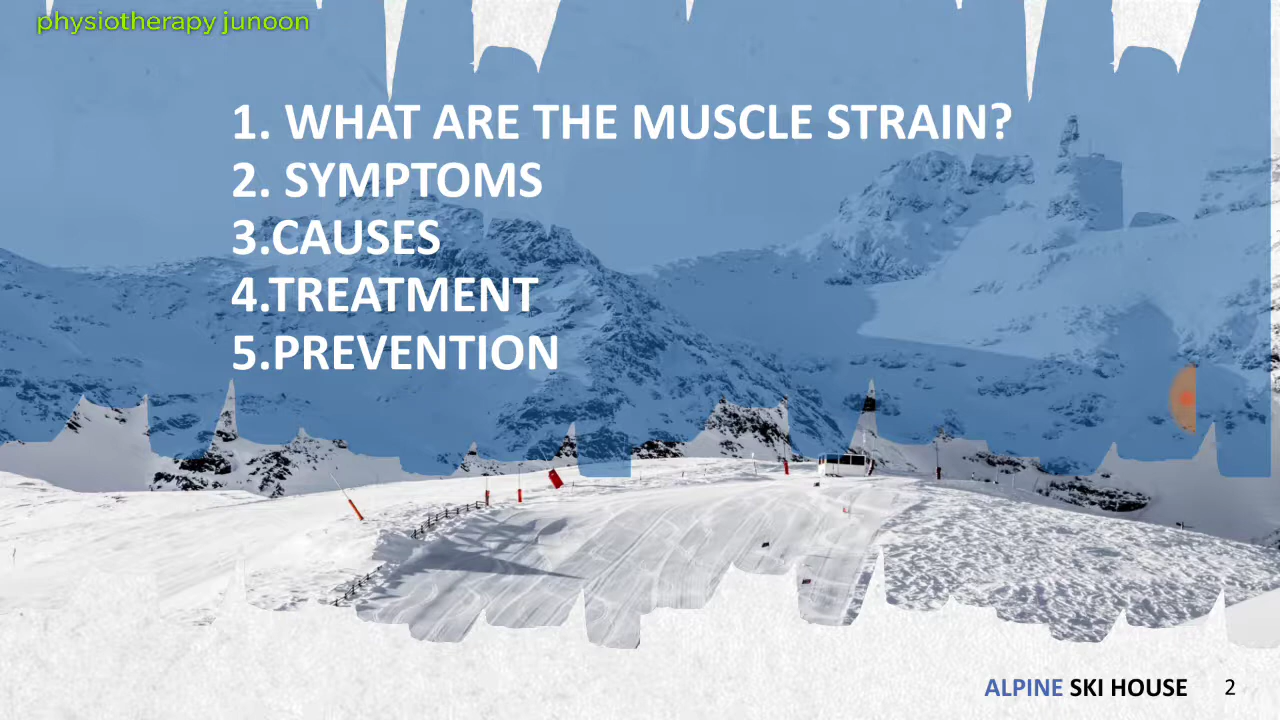 physiotherapy junoon
1. WHAT ARE THE MUSCLE STRAIN?
2. SYMPTOMS
3.CAUSES
4.TREATMENT
5.PREVENTION
ALPINE SKI HOUSE 2